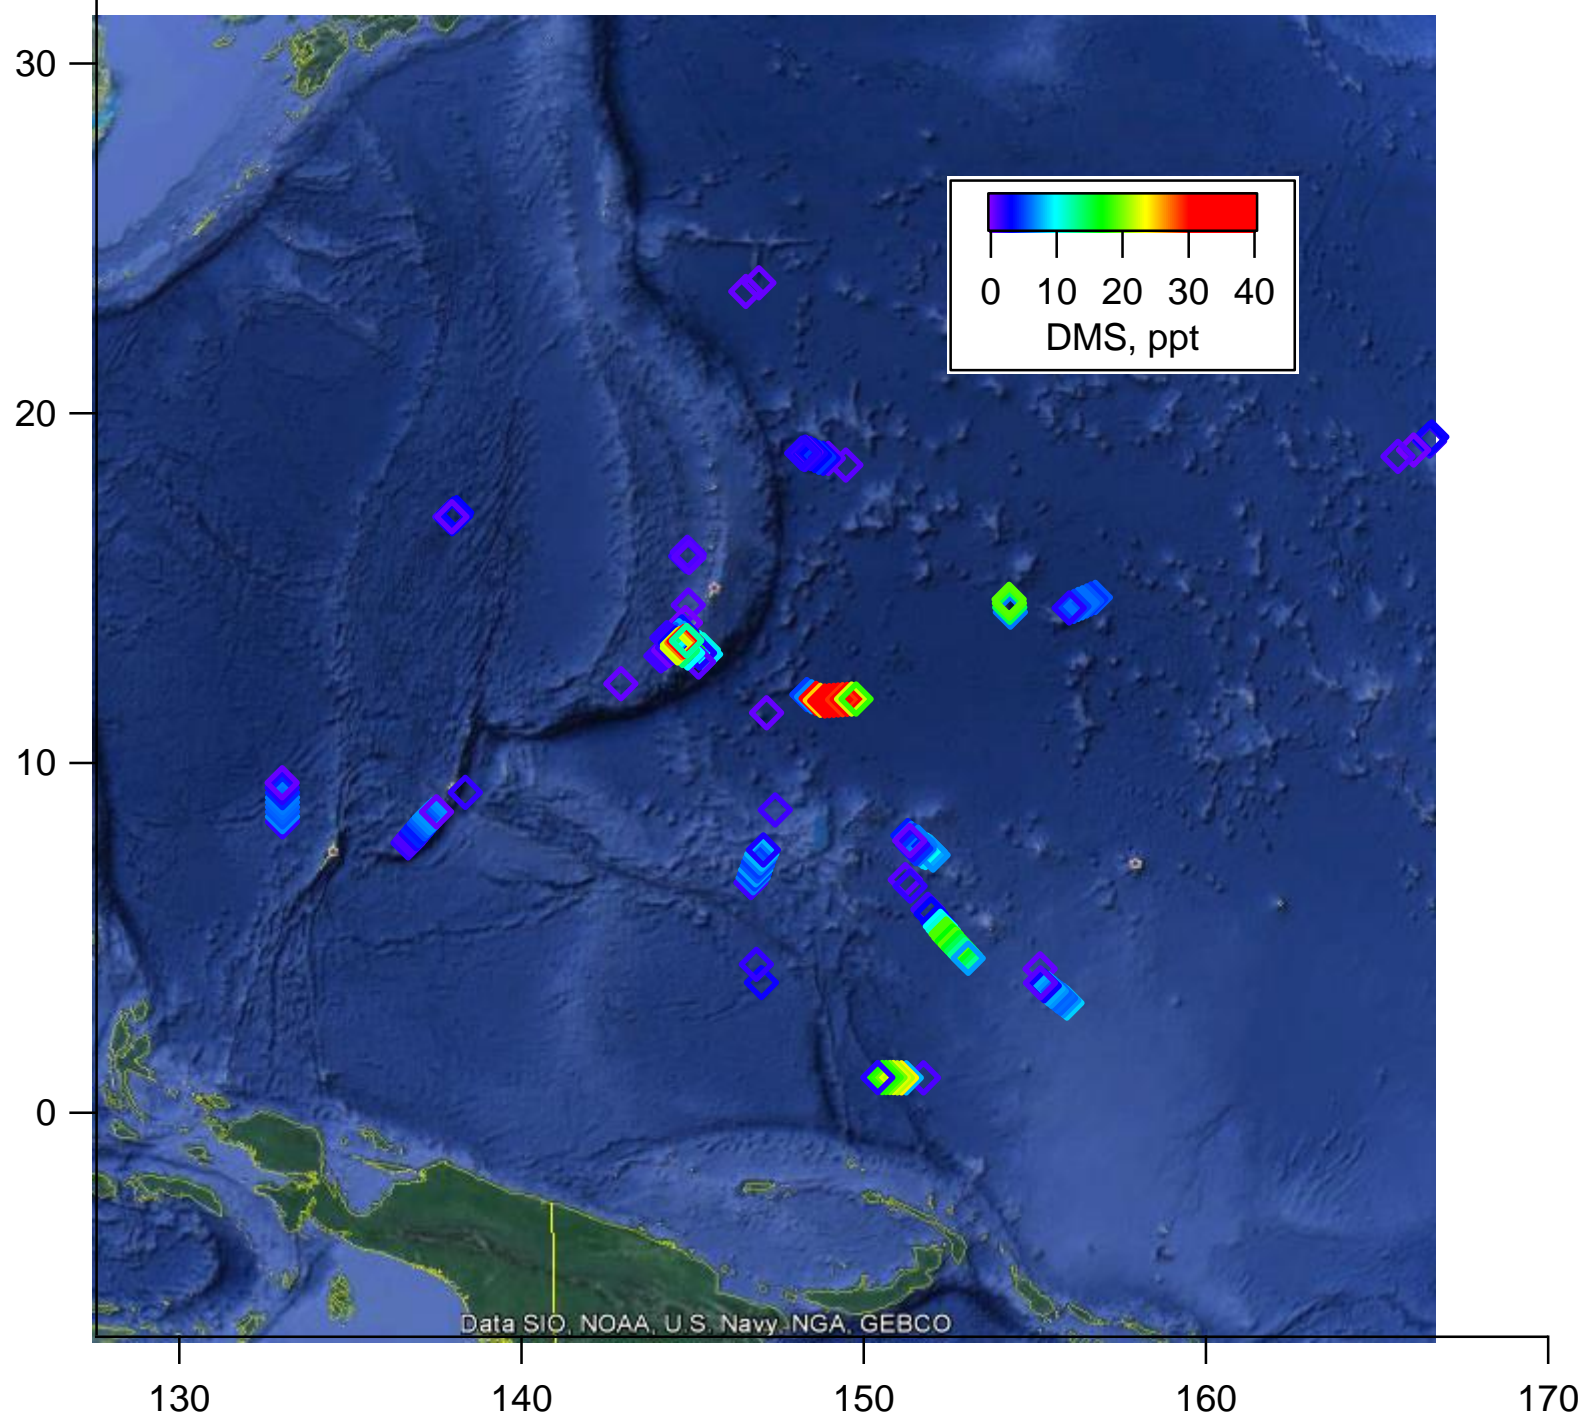 30
20
10
0
0 10 20 30 40
DMS, ppt
Data SIO, NOAA, U.S. Navy, NGA, GEBCO
130 140 150 160 170